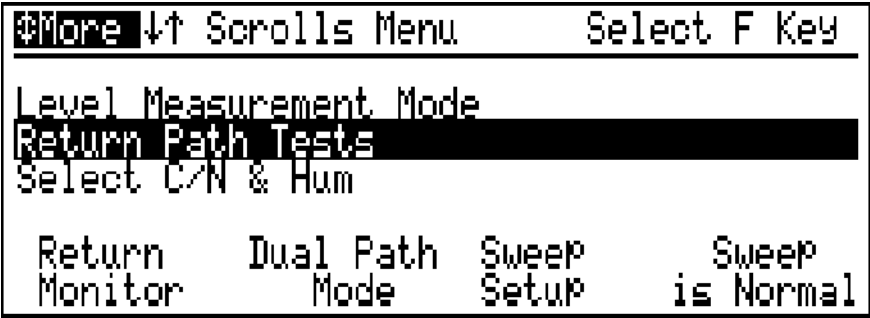 ↕More ↓↑ Scrolls Menu Select F Key
Level Measurement Mode
Return Path Tests
Select C/N & Hum
Return Dual Path Sweep Sweep
Monitor Mode Setup is Normal